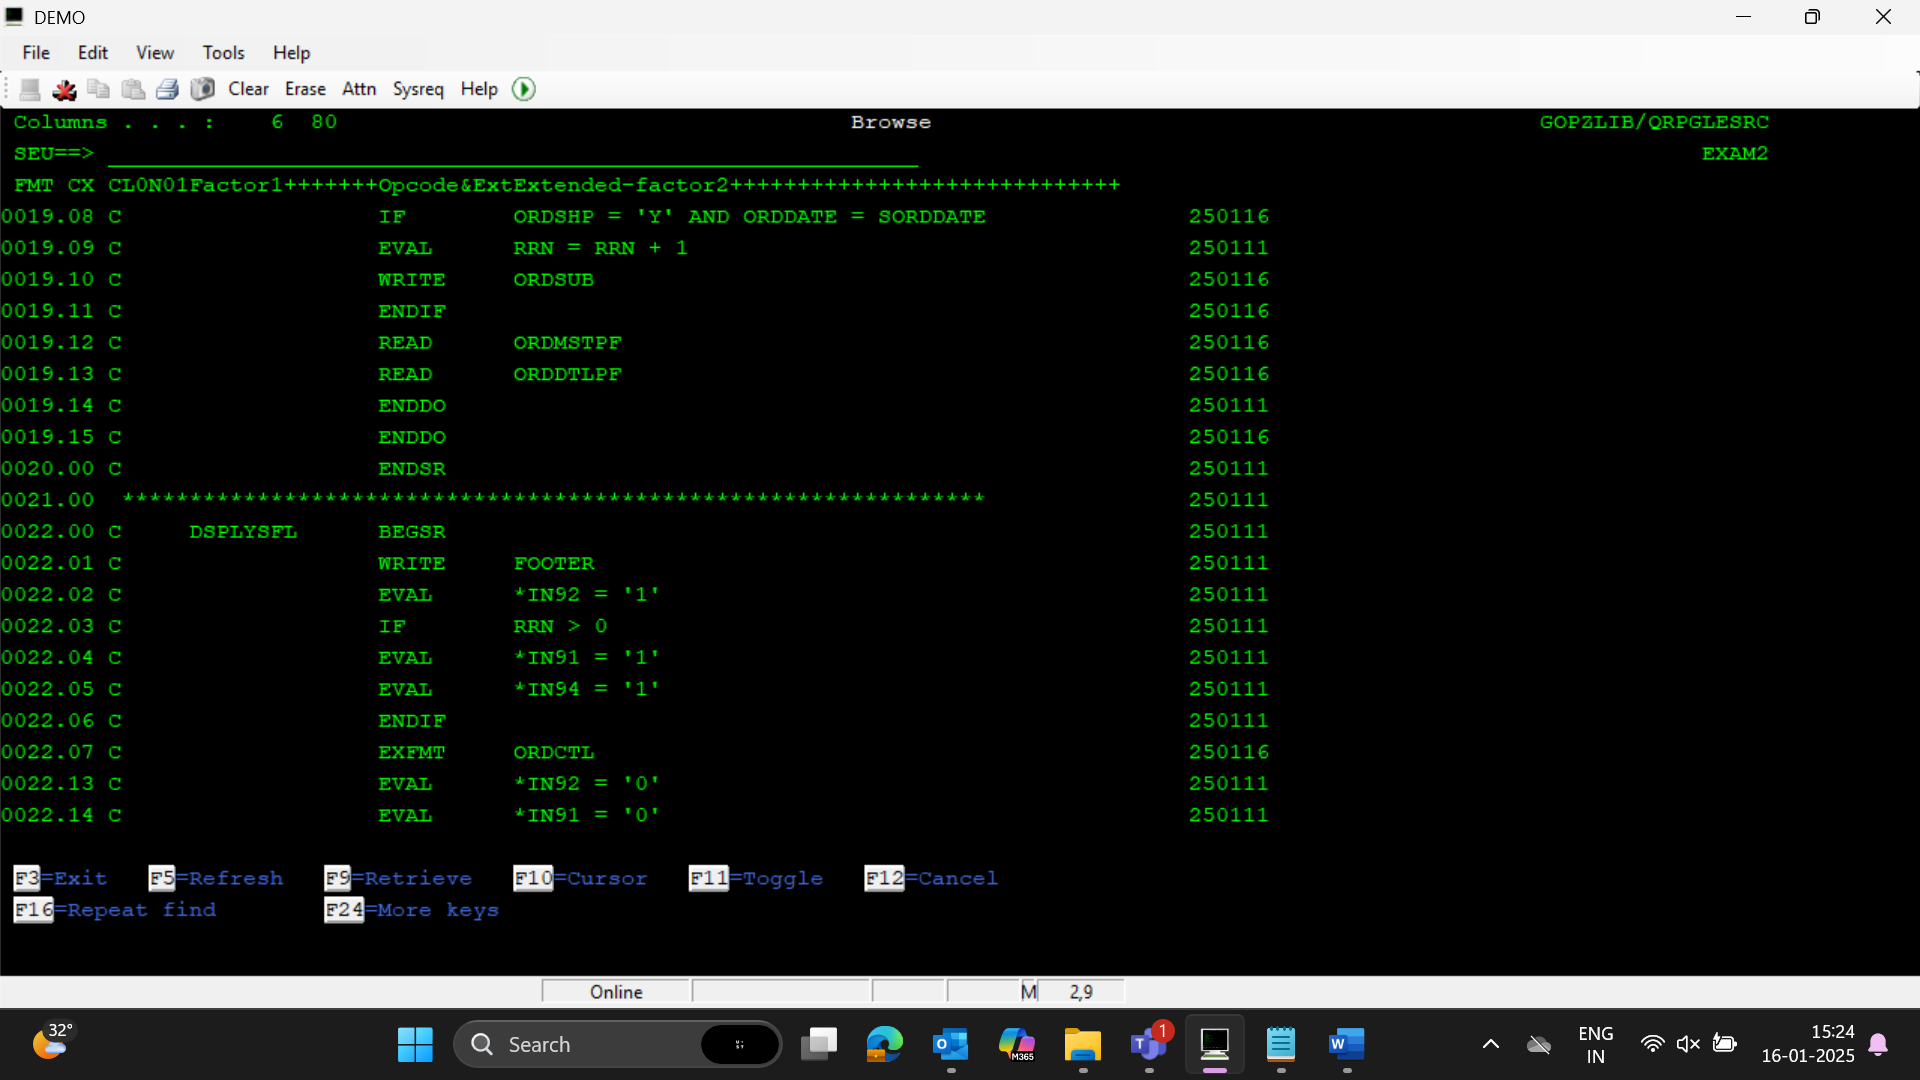 DEMO
File Edit View Tools Help
Clear Erase Attn Sysreq Help
Columns . . . : 6 80 Browse GOPZLIB/QRPGLESRC
SEU==> EXAM2
FMT CX CL0N01Factor1+++++++Opcode&ExtExtended-factor2+++++++++++++++++++++++++++++
0019.08 C IF ORDSHP = 'Y' AND ORDDATE = SORDDATE 250116
0019.09 C EVAL RRN = RRN + 1 250111
0019.10 C WRITE ORDSUB 250116
0019.11 C ENDIF 250116
0019.12 C READ ORDMSTPF 250116
0019.13 C READ ORDDTLPF 250116
0019.14 C ENDDO 250111
0019.15 C ENDDO 250116
0020.00 C ENDSR 250111
0021.00 **************************************************************** 250111
0022.00 C DSPLYSFL BEGSR 250111
0022.01 C WRITE FOOTER 250111
0022.02 C EVAL *IN92 = '1' 250111
0022.03 C IF RRN > 0 250111
0022.04 C EVAL *IN91 = '1' 250111
0022.05 C EVAL *IN94 = '1' 250111
0022.06 C ENDIF 250111
0022.07 C EXFMT ORDCTL 250116
0022.13 C EVAL *IN92 = '0' 250111
0022.14 C EVAL *IN91 = '0' 250111
F3=Exit F5=Refresh F9=Retrieve F10=Cursor F11=Toggle F12=Cancel
F16=Repeat find F24=More keys
Online M 2,9
32° Search M365 1 ENG IN 15:24
16-01-2025